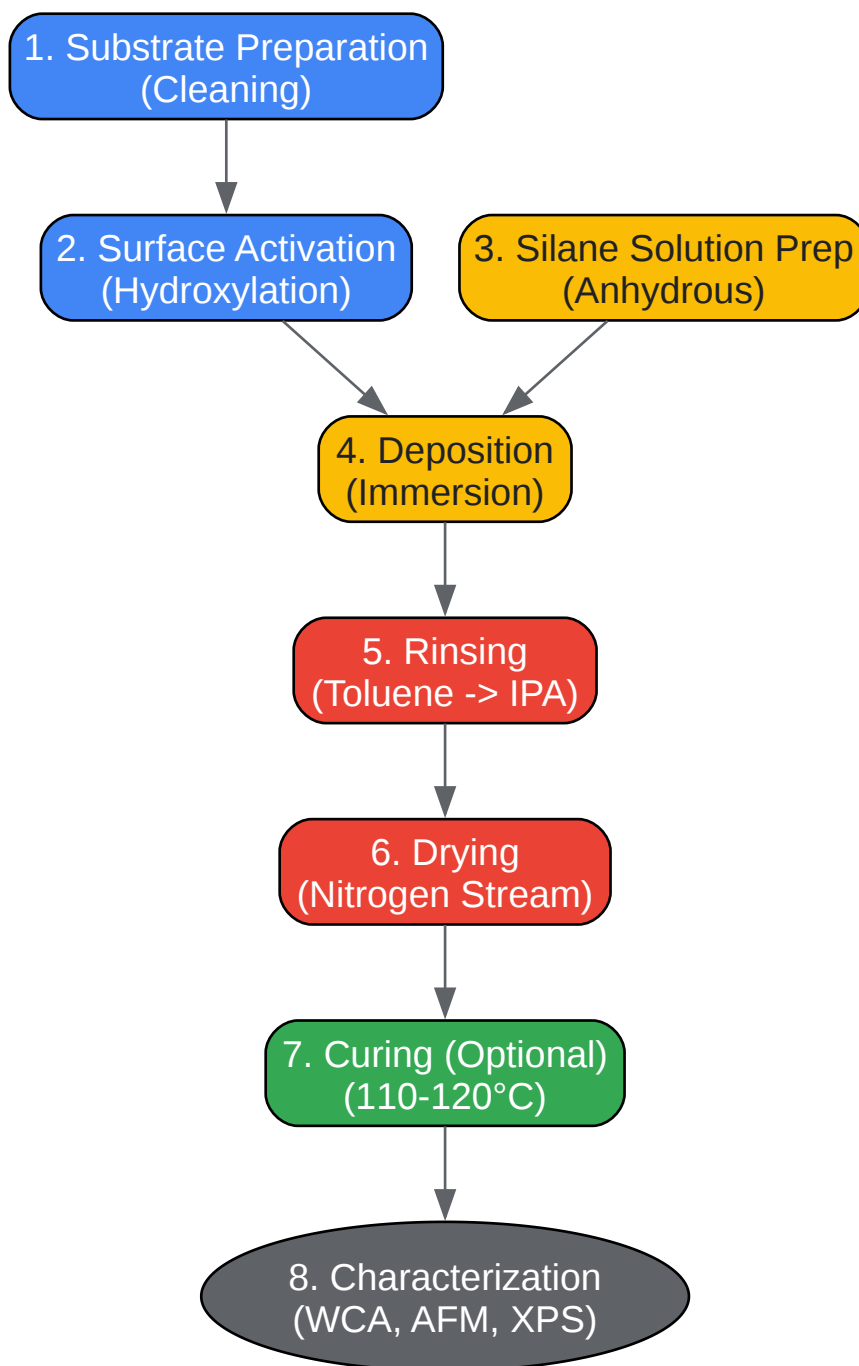 1. Substrate Preparation
(Cleaning)
2. Surface Activation
(Hydroxylation)
3. Silane Solution Prep
(Anhydrous)
4. Deposition
(Immersion)
5. Rinsing
(Toluene -> IPA)
6. Drying
(Nitrogen Stream)
7. Curing (Optional)
(110-120°C)
8. Characterization
(WCA, AFM, XPS)